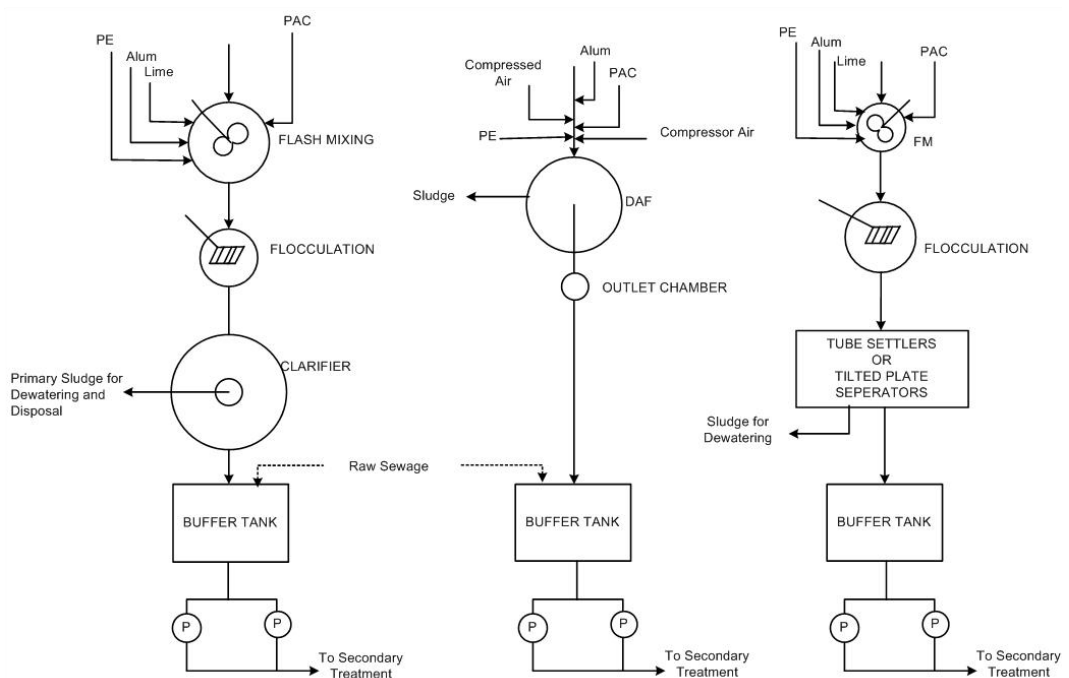 PE
Alum
Lime
PAC
FLASH MIXING
FLOCCULATION
CLARIFIER
Primary Sludge for
Dewatering and
Disposal
BUFFER TANK
P
P
To Secondary
Treatment
Raw Sewage
Compressed
Air
Alum
PAC
PE
Compressor Air
Sludge
DAF
OUTLET CHAMBER
BUFFER TANK
P
P
To Secondary
Treatment
PE
Alum
Lime
PAC
FM
FLOCCULATION
TUBE SETTLERS
OR
TILTED PLATE
SEPERATORS
Sludge for
Dewatering
BUFFER TANK
P
P
To Secondary
Treatment